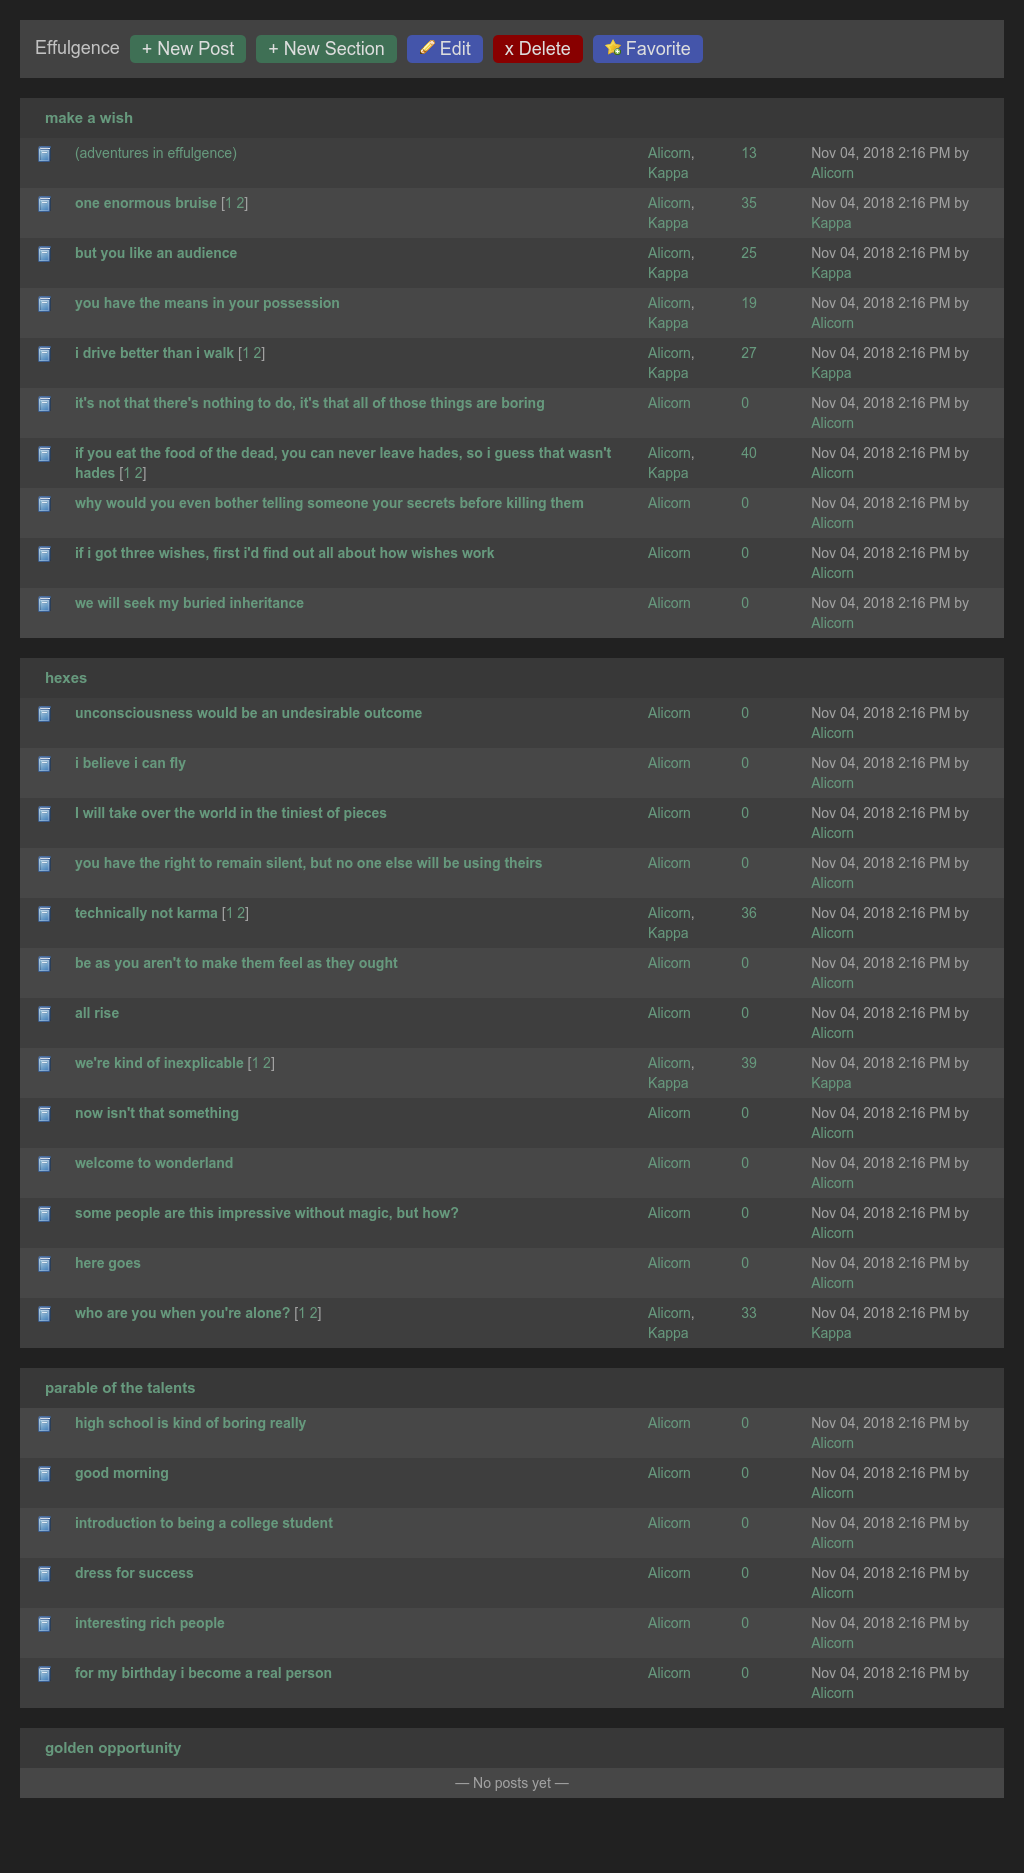 Effulgence + New Post + New Section Edit x Delete Favorite
make a wish
(adventures in effulgence) Alicorn, 13 Nov 04, 2018 2:16 PM by
Kappa Alicorn
one enormous bruise [1 2] Alicorn, 35 Nov 04, 2018 2:16 PM by
Kappa Kappa
but you like an audience Alicorn, 25 Nov 04, 2018 2:16 PM by
Kappa Kappa
you have the means in your possession Alicorn, 19 Nov 04, 2018 2:16 PM by
Kappa Alicorn
i drive better than i walk [1 2] Alicorn, 27 Nov 04, 2018 2:16 PM by
Kappa Kappa
it's not that there's nothing to do, it's that all of those things are boring Alicorn 0 Nov 04, 2018 2:16 PM by
Alicorn
if you eat the food of the dead, you can never leave hades, so i guess that wasn't Alicorn, 40 Nov 04, 2018 2:16 PM by
hades [1 2] Kappa Alicorn
why would you even bother telling someone your secrets before killing them Alicorn 0 Nov 04, 2018 2:16 PM by
Alicorn
if i got three wishes, first i'd find out all about how wishes work Alicorn 0 Nov 04, 2018 2:16 PM by
Alicorn
we will seek my buried inheritance Alicorn 0 Nov 04, 2018 2:16 PM by
Alicorn
hexes
unconsciousness would be an undesirable outcome Alicorn 0 Nov 04, 2018 2:16 PM by
Alicorn
i believe i can fly Alicorn 0 Nov 04, 2018 2:16 PM by
Alicorn
I will take over the world in the tiniest of pieces Alicorn 0 Nov 04, 2018 2:16 PM by
Alicorn
you have the right to remain silent, but no one else will be using theirs Alicorn 0 Nov 04, 2018 2:16 PM by
Alicorn
technically not karma [1 2] Alicorn, 36 Nov 04, 2018 2:16 PM by
Kappa Alicorn
be as you aren't to make them feel as they ought Alicorn 0 Nov 04, 2018 2:16 PM by
Alicorn
all rise Alicorn 0 Nov 04, 2018 2:16 PM by
Alicorn
we're kind of inexplicable [1 2] Alicorn, 39 Nov 04, 2018 2:16 PM by
Kappa Kappa
now isn't that something Alicorn 0 Nov 04, 2018 2:16 PM by
Alicorn
welcome to wonderland Alicorn 0 Nov 04, 2018 2:16 PM by
Alicorn
some people are this impressive without magic, but how? Alicorn 0 Nov 04, 2018 2:16 PM by
Alicorn
here goes Alicorn 0 Nov 04, 2018 2:16 PM by
Alicorn
who are you when you're alone? [1 2] Alicorn, 33 Nov 04, 2018 2:16 PM by
Kappa Kappa
parable of the talents
high school is kind of boring really Alicorn 0 Nov 04, 2018 2:16 PM by
Alicorn
good morning Alicorn 0 Nov 04, 2018 2:16 PM by
Alicorn
introduction to being a college student Alicorn 0 Nov 04, 2018 2:16 PM by
Alicorn
dress for success Alicorn 0 Nov 04, 2018 2:16 PM by
Alicorn
interesting rich people Alicorn 0 Nov 04, 2018 2:16 PM by
Alicorn
for my birthday i become a real person Alicorn 0 Nov 04, 2018 2:16 PM by
Alicorn
golden opportunity
— No posts yet —